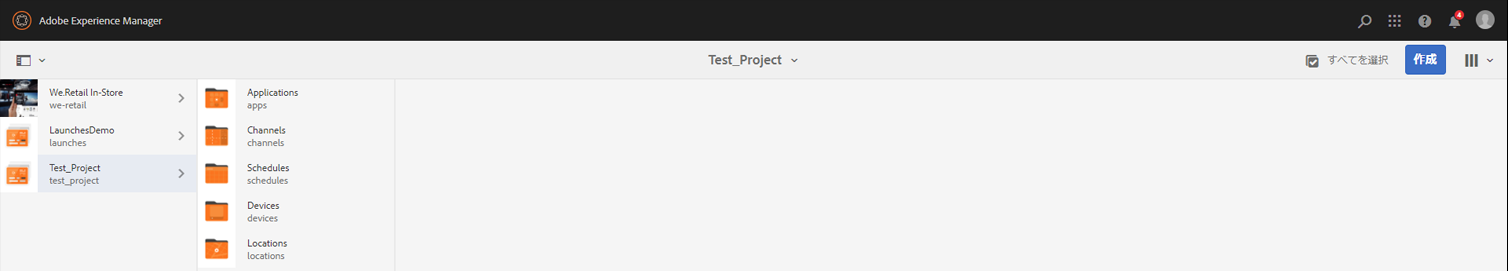 Adobe Experience Manager
4
Test_Project
すべてを選択
作成
We.Retail In-Store
we-retail
LaunchesDemo
launches
Test_Project
test_project
Applications
apps
Channels
channels
Schedules
schedules
Devices
devices
Locations
locations